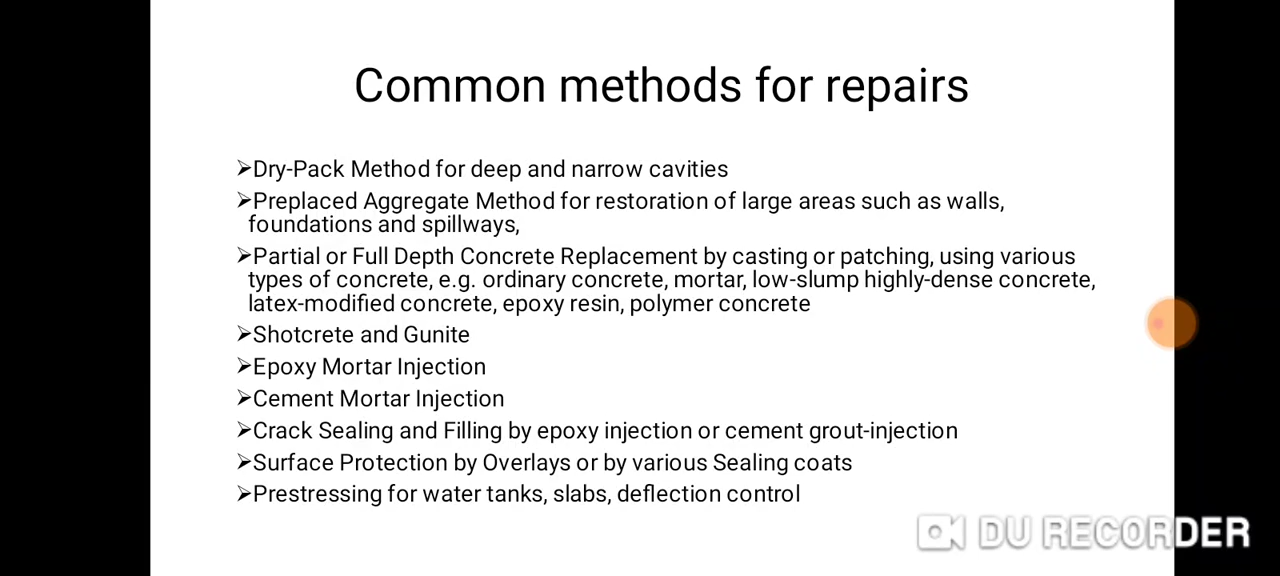 Common methods for repairs
➢Dry-Pack Method for deep and narrow cavities
➢Preplaced Aggregate Method for restoration of large areas such as walls,
foundations and spillways,
➢Partial or Full Depth Concrete Replacement by casting or patching, using various
types of concrete, e.g. ordinary concrete, mortar, low-slump highly-dense concrete,
latex-modified concrete, epoxy resin, polymer concrete
➢Shotcrete and Gunite
➢Epoxy Mortar Injection
➢Cement Mortar Injection
➢Crack Sealing and Filling by epoxy injection or cement grout-injection
➢Surface Protection by Overlays or by various Sealing coats
➢Prestressing for water tanks, slabs, deflection control
DU RECORDER